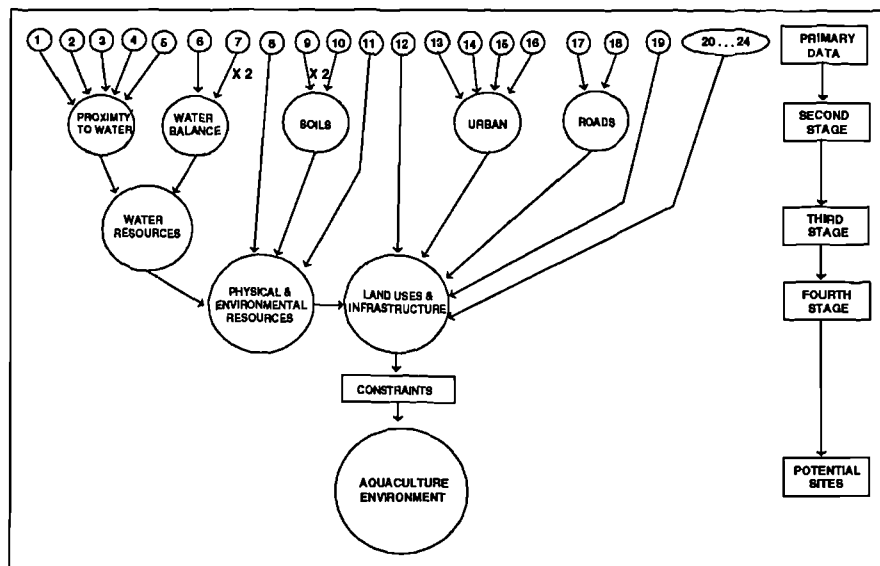 1 2 3 4 5 6 7 8 9 10 11 12 13 14 15 16 17 18 19 20 . . . 24
PRIMARY
DATA
X 2
X 2
PROXIMTY
TO WATER
WATER
BALANCE
SOILS
URBAN
ROADS
SECOND
STAGE
WATER
RESOURCES
THIRD
STAGE
PHYSICAL &
ENVIRONMENTAL
RESOURCES
LAND USES &
INFRASTRUCTURE
FOURTH
STAGE
CONSTRAINTS
AQUACULTURE
ENVIRONMENT
POTENTIAL
SITES